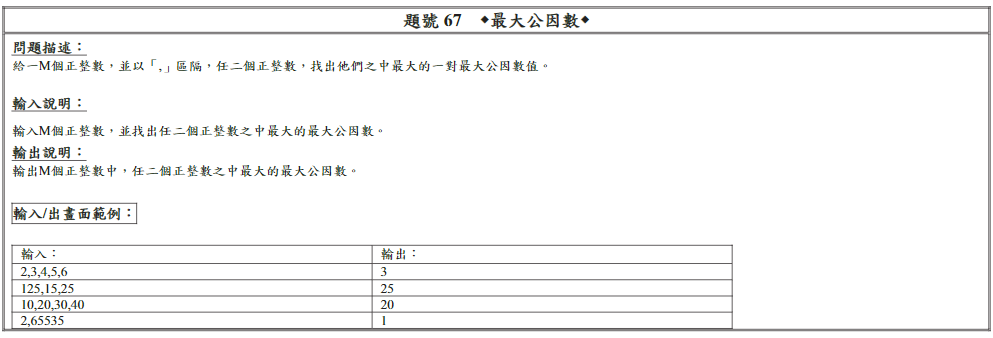 題號 67 ◆最大公因數◆
問題描述：
給一M個正整數，並以「,」區隔，任二個正整數，找出他們之中最大的一對最大公因數值。
輸入說明：
輸入M個正整數，並找出任二個正整數之中最大的最大公因數。
輸出說明：
輸出M個正整數中，任二個正整數之中最大的最大公因數。
輸入/出畫面範例：
輸入： 輸出：
2,3,4,5,6 3
125,15,25 25
10,20,30,40 20
2,65535 1